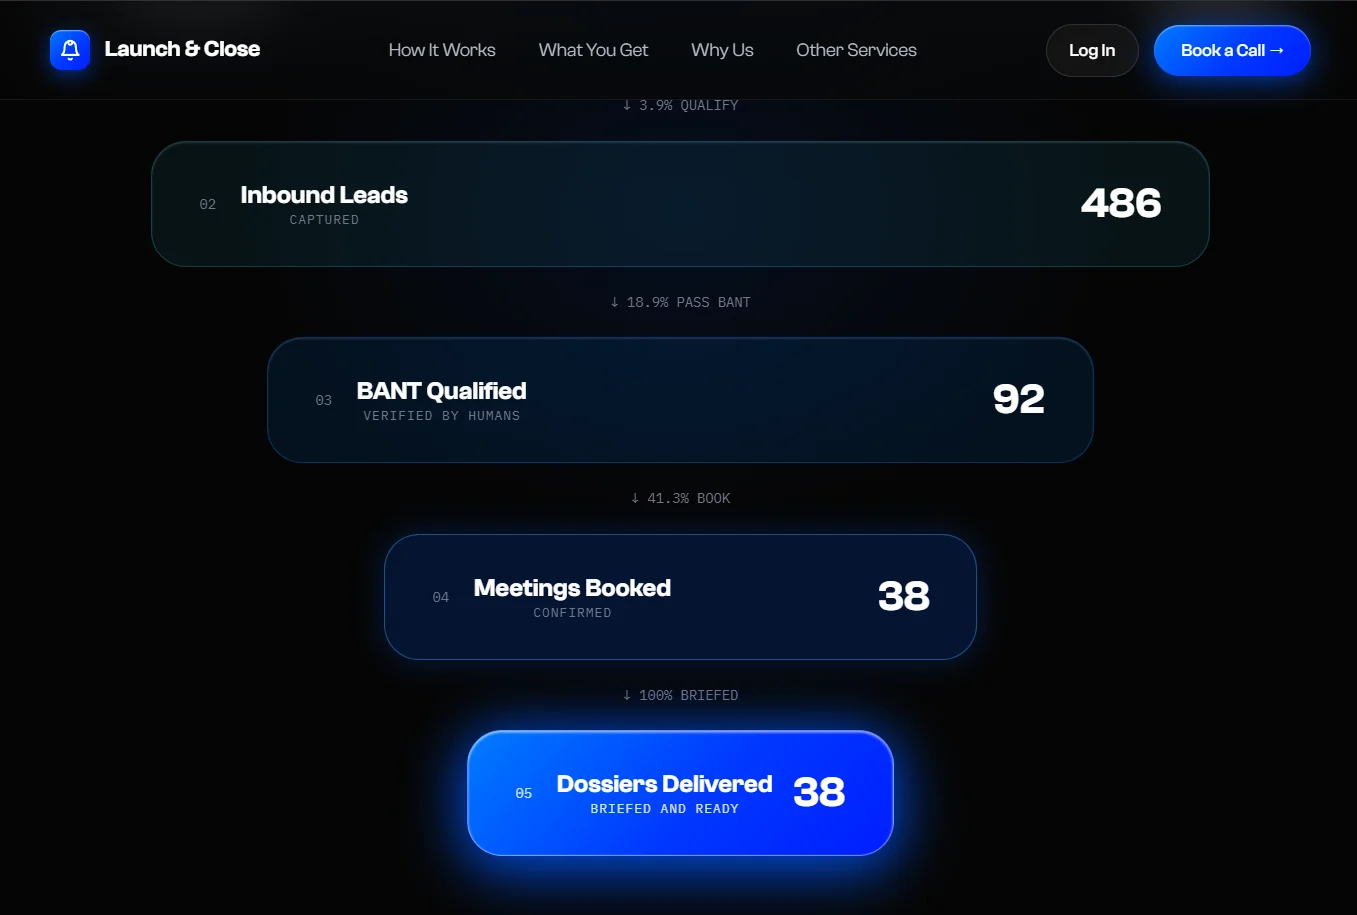 Launch & Close
How It Works
What You Get
Why Us
Other Services
Log In
Book a Call →
↓ 3.9% QUALIFY
02
Inbound Leads
CAPTURED
486
↓ 18.9% PASS BANT
03
BANT Qualified
VERIFIED BY HUMANS
92
↓ 41.3% BOOK
04
Meetings Booked
CONFIRMED
38
↓ 100% BRIEFED
05
Dossiers Delivered
BRIEFED AND READY
38